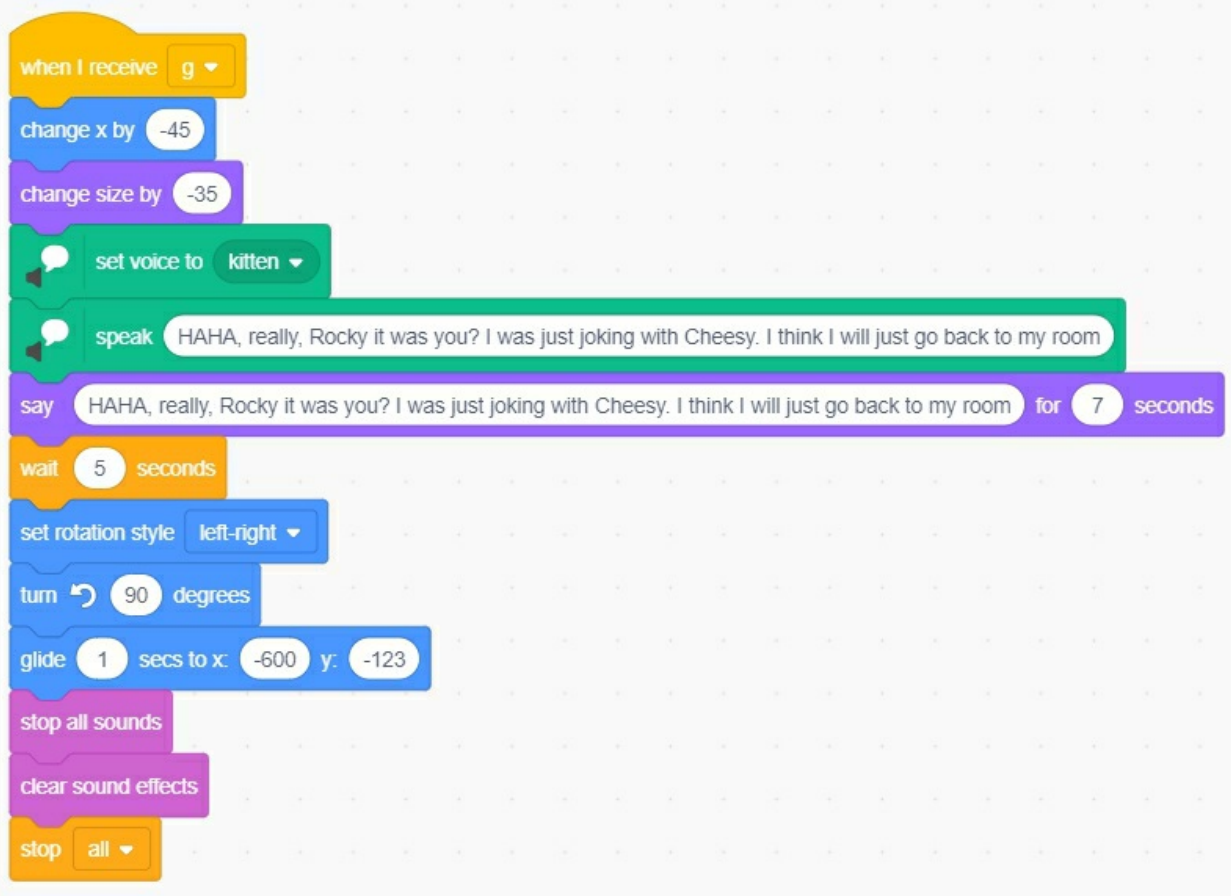 when I receive g
change x by -45
change size by -35
set voice to kitten
speak HAHA, really, Rocky it was you? I was just joking with Cheesy. I think I will just go back to my room
say HAHA, really, Rocky it was you? I was just joking with Cheesy. I think I will just go back to my room for 7 seconds
wait 5 seconds
set rotation style left-right
turn 90 degrees
glide 1 secs to x: -600 y: -123
stop all sounds
clear sound effects
stop all